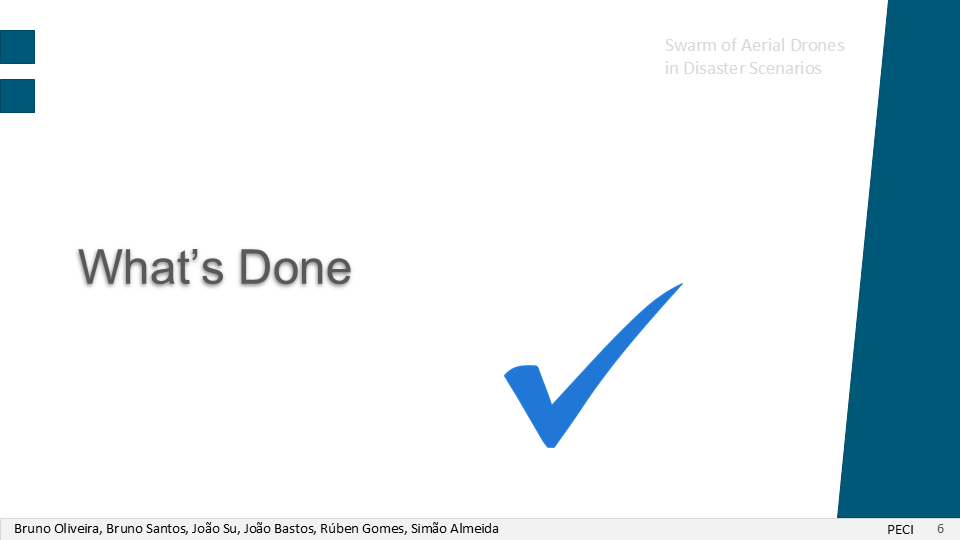 Swarm of Aerial Drones
in Disaster Scenarios
What’s Done
Bruno Oliveira, Bruno Santos, João Su, João Bastos, Rúben Gomes, Simão Almeida
PECI 6